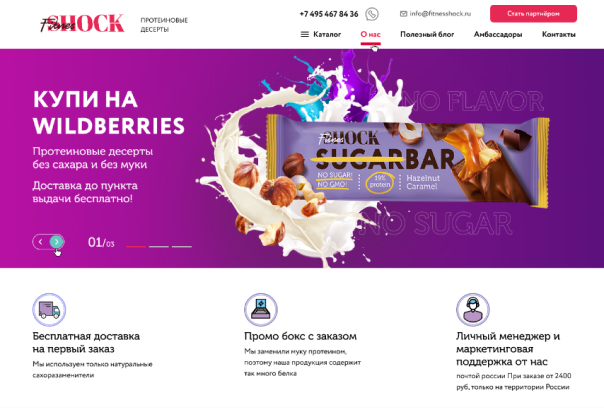 Fitness SHOCK
ПРОТЕИНОВЫЕ
ДЕСЕРТЫ
+7 495 467 84 36
info@fitnesshock.ru
Стать партнёром
Каталог
О нас
Полезный блог
Амбассадоры
Контакты
КУПИ НА
WILDBERRIES
Протеиновые десерты
без сахара и без муки
Доставка до пункта
выдачи бесплатно!
01/03
NO FLAVOR
Fitness SHOCK
SUGARBAR
NO SUGAR!
NO GMO!
protein
Hazelnut
Caramel
NO SUGAR
Бесплатная доставка
на первый заказ
Мы используем только натуральные
сахоразаменители
Промо бокс с заказом
Мы заменили муку протеином,
поэтому наша продукция содержит
так много белка
Личный менеджер и
маркетинговая
поддержка от нас
почтой россии При заказе от 2400
руб, только на территории России